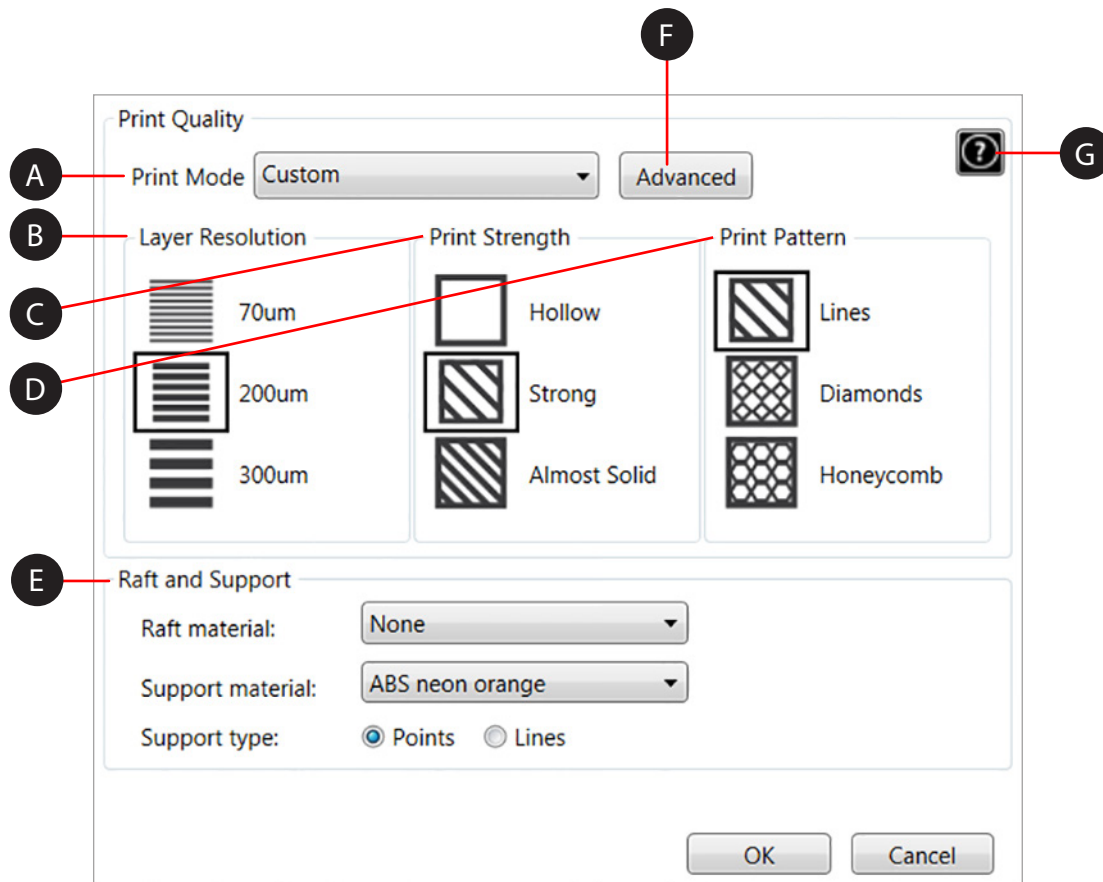 F
Print Quality
A
Print Mode
Custom
Advanced
?
G
B
Layer Resolution
Print Strength
Print Pattern
C
70um
Hollow
Lines
D
200um
Strong
Diamonds
300um
Almost Solid
Honeycomb
E
Raft and Support
Raft material:
None
Support material:
ABS neon orange
Support type:
Points
Lines
OK
Cancel